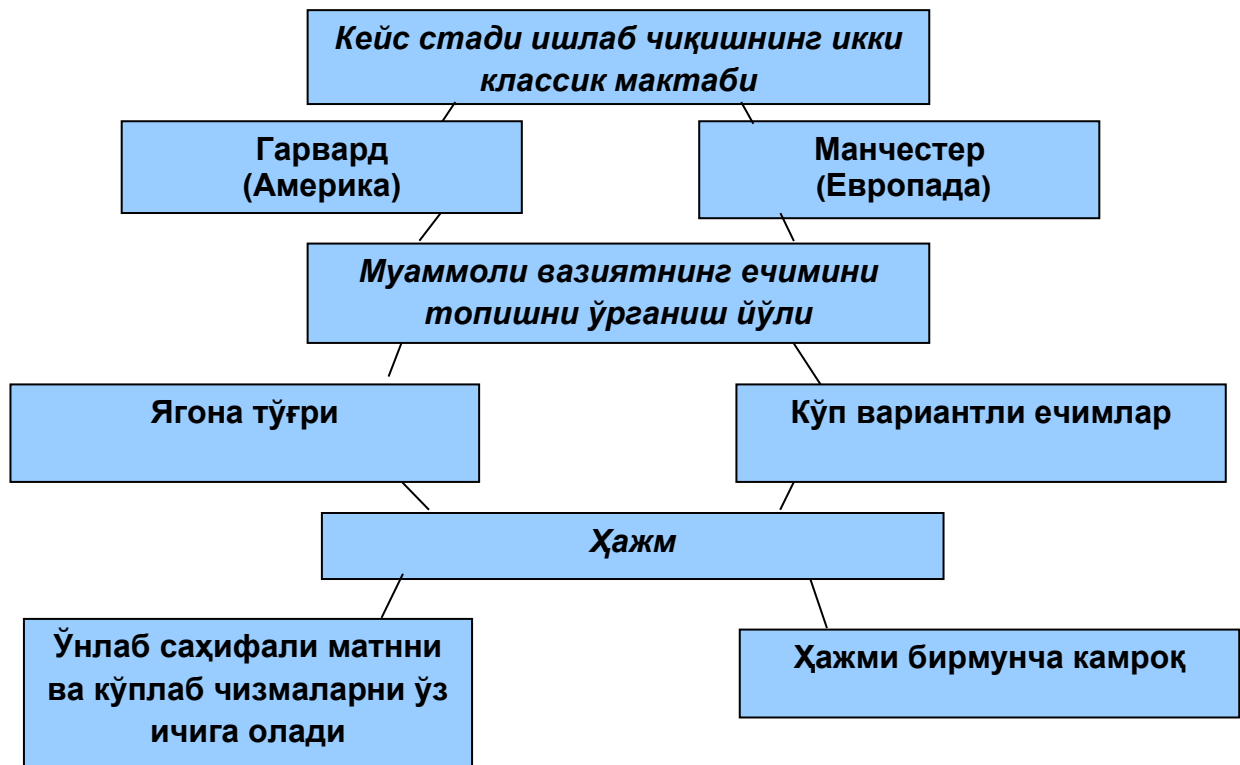 Кейс стади ишлаб чиқишнинг икки
классик мактаби
Гарвард
(Америка)
Манчестер
(Европада)
Муаммоли вазиятнинг ечимини
топишни ўрганиш йўли
Ягона тўғри
Кўп вариантли ечимлар
Ҳажм
Ўнлаб саҳифали матнни
ва кўплаб чизмаларни ўз
ичига олади
Ҳажми бирмунча камроқ